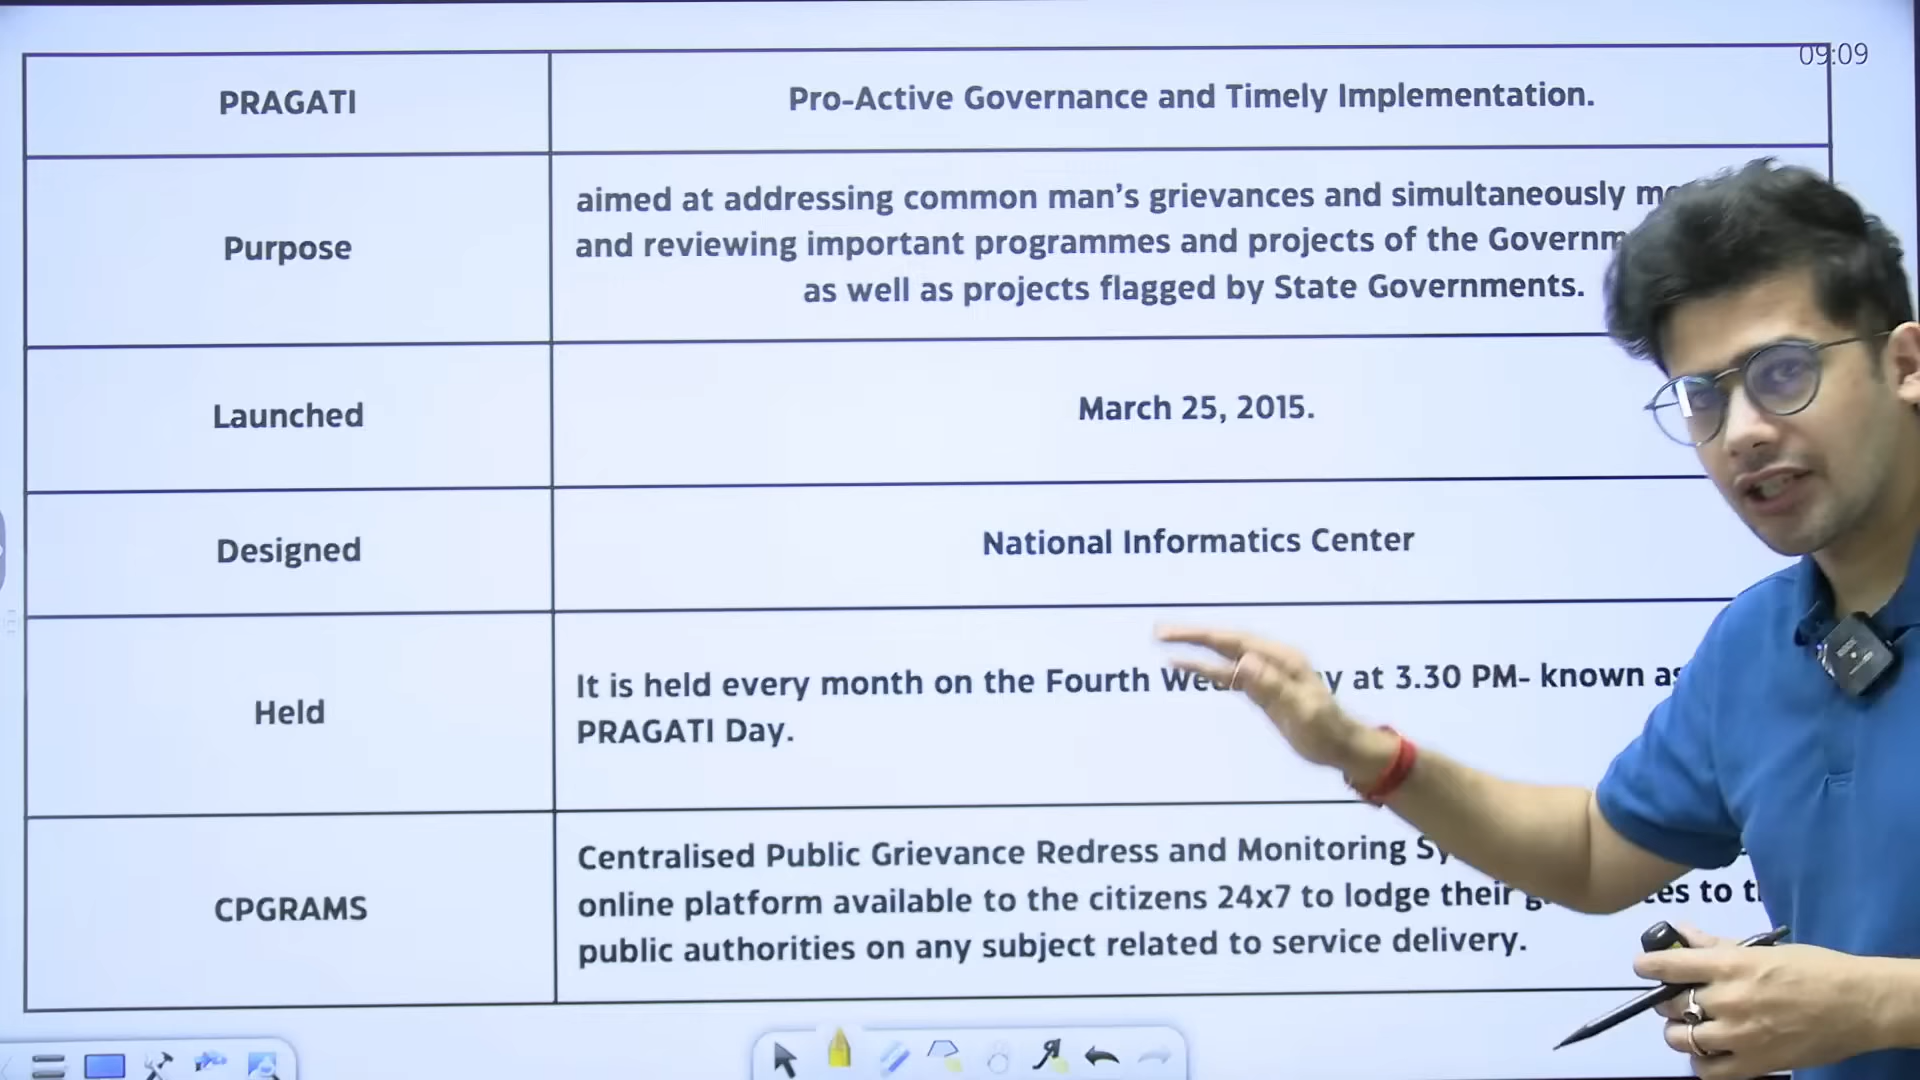 09:09
PRAGATI
Pro-Active Governance and Timely Implementation.
Purpose
aimed at addressing common man's grievances and simultaneously
and reviewing important programmes and projects of the
as well as projects flagged by State Governments.
Launched
March 25, 2015.
Designed
National Informatics Center
Held
It is held every month on the Fourth at 3.30 PM- known
PRAGATI Day.
CPGRAMS
Centralised Public Grievance Redress and Monitoring
online platform available to the citizens 24x7 to lodge their to
public authorities on any subject related to service delivery.